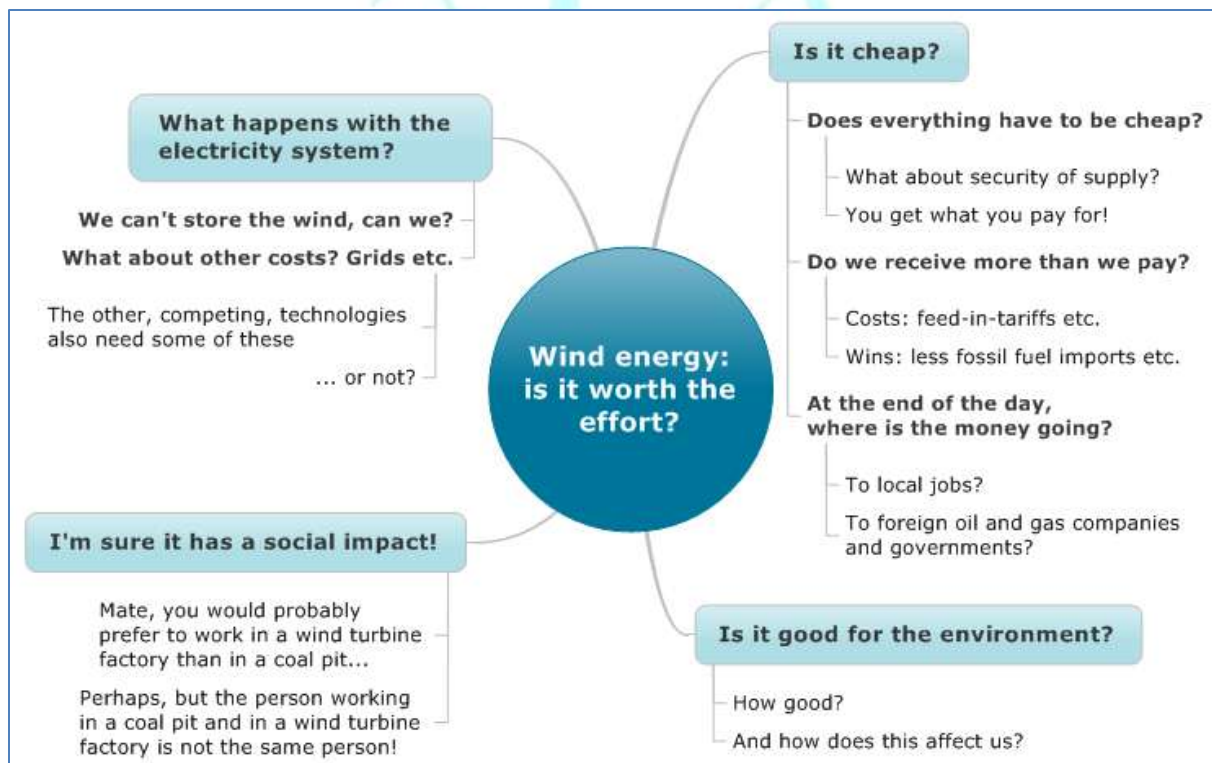 Wind energy:
is it worth the
effort?
Is it cheap?
Does everything have to be cheap?
What about security of supply?
You get what you pay for!
Do we receive more than we pay?
Costs: feed-in-tariffs etc.
Wins: less fossil fuel imports etc.
At the end of the day,
where is the money going?
To local jobs?
To foreign oil and gas companies
and governments?
Is it good for the environment?
How good?
And how does this affect us?
I'm sure it has a social impact!
Mate, you would probably
prefer to work in a wind turbine
factory than in a coal pit...
Perhaps, but the person working
in a coal pit and in a wind turbine
factory is not the same person!
What happens with the
electricity system?
We can't store the wind, can we?
What about other costs? Grids etc.
The other, competing, technologies
also need some of these
... or not?